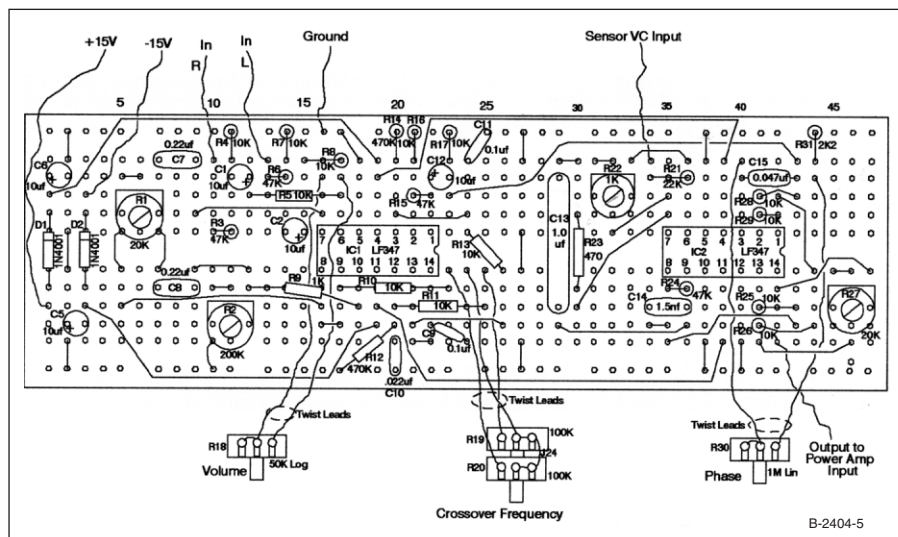 +15V -15V In R In L Ground Sensor VC Input
5 10 15 20 25 30 35 40 45
R4 10K R7 10K R8 10K R14 470K R16 10K R17 10K C11 0.1uf R31 2K2
0.22uf C7
C6 10uf
C1 10uf
R6 47K
R5 10K
C12 10uf
R15 47K
R22 1K
R21 22K
C15 0.047uf
R28 10K
R29 10K
R1 20K
D1 1N4001
D2 1N4001
R3 47K
C2 10uf
7 6 5 4 3 2 1
IC1 LF347
8 9 10 11 12 13 14
R13 10K
C13 1.0 uf
R23 470
7 6 5 4 3 2 1
IC2 LF347
8 9 10 11 12 13 14
0.22uf C8
R9 1K
R10 10K
R11 10K
R24 47K
C14 1.5nf
R25 10K
R26 10K
R27 20K
C5 10uf
R2 200K
R12 470K
.022uf C10
C9 0.1uf
Twist Leads
Twist Leads
Twist Leads
R18 50K Log
Volume
R19 100K
R20 100K
Crossover Frequency
R30 1M Lin
Phase
Output to
Power Amp
Input
B-2404-5